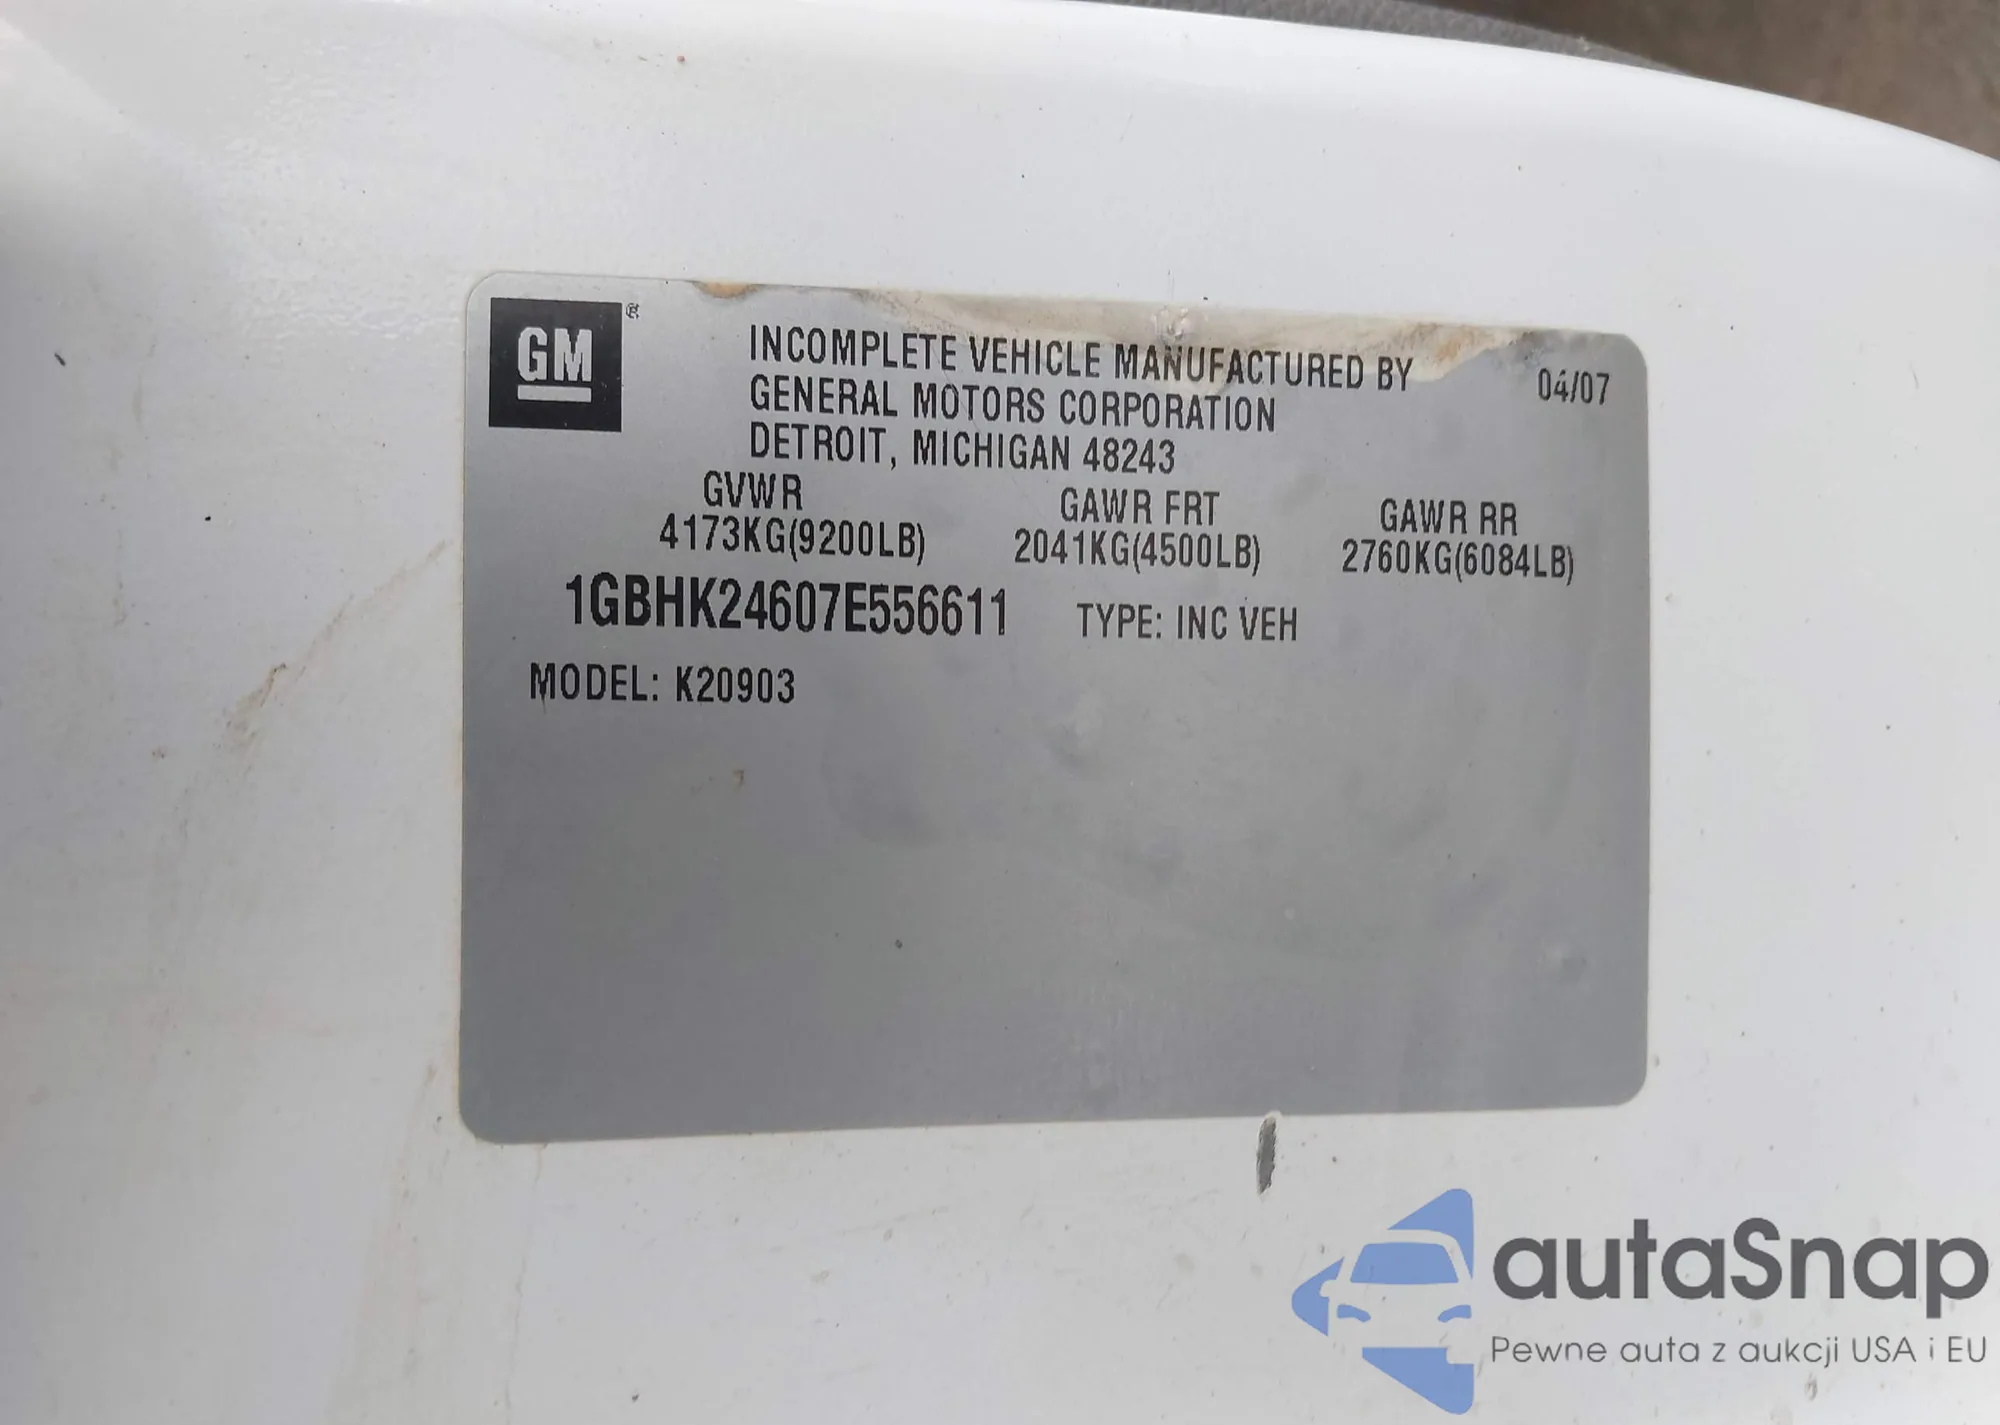 GM ®
INCOMPLETE VEHICLE MANUFACTURED BY 04/07
GENERAL MOTORS CORPORATION
DETROIT, MICHIGAN 48243
GVWR GAWR FRT GAWR RR
4173KG(9200LB) 2041KG(4500LB) 2760KG(6084LB)
1GBHK24607E556611 TYPE: INC VEH
MODEL: K20903
autaSnap
Pewne auta z aukcji USA i EU